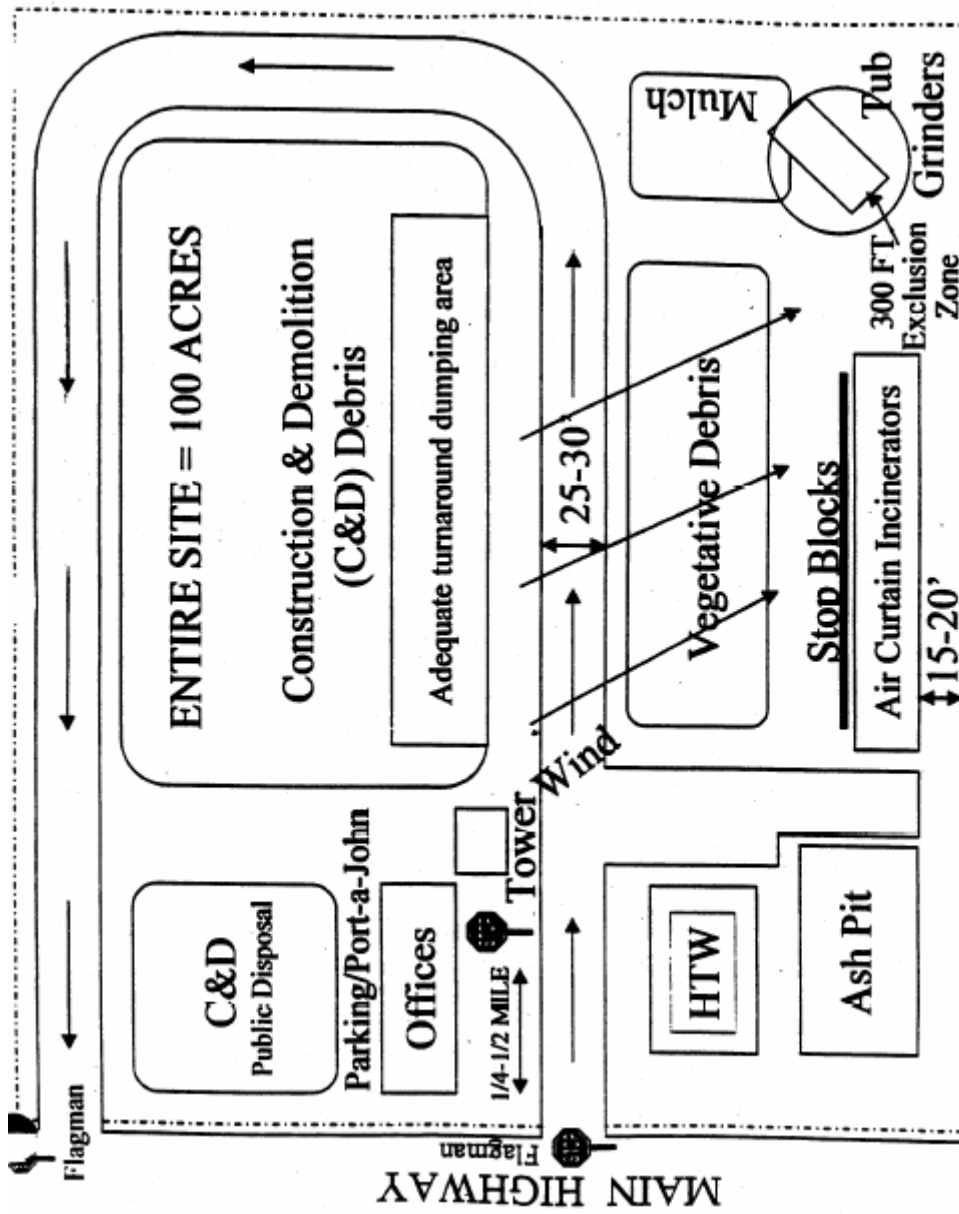 ENTIRE SITE = 100 ACRES
Construction & Demolition
(C&D) Debris
Adequate turnaround dumping area
C&D
Public Disposal
Parking/Port-a-John
Offices
Tower
1/4-1/2 MILE
Flagman
Flagman
MAIN HIGHWAY
Wind
25-30'
Vegetative Debris
Mulch
Tub
Grinders
300 FT
Exclusion
Zone
Stop Blocks
Air Curtain Incinerators
15-20'
HTW
Ash Pit